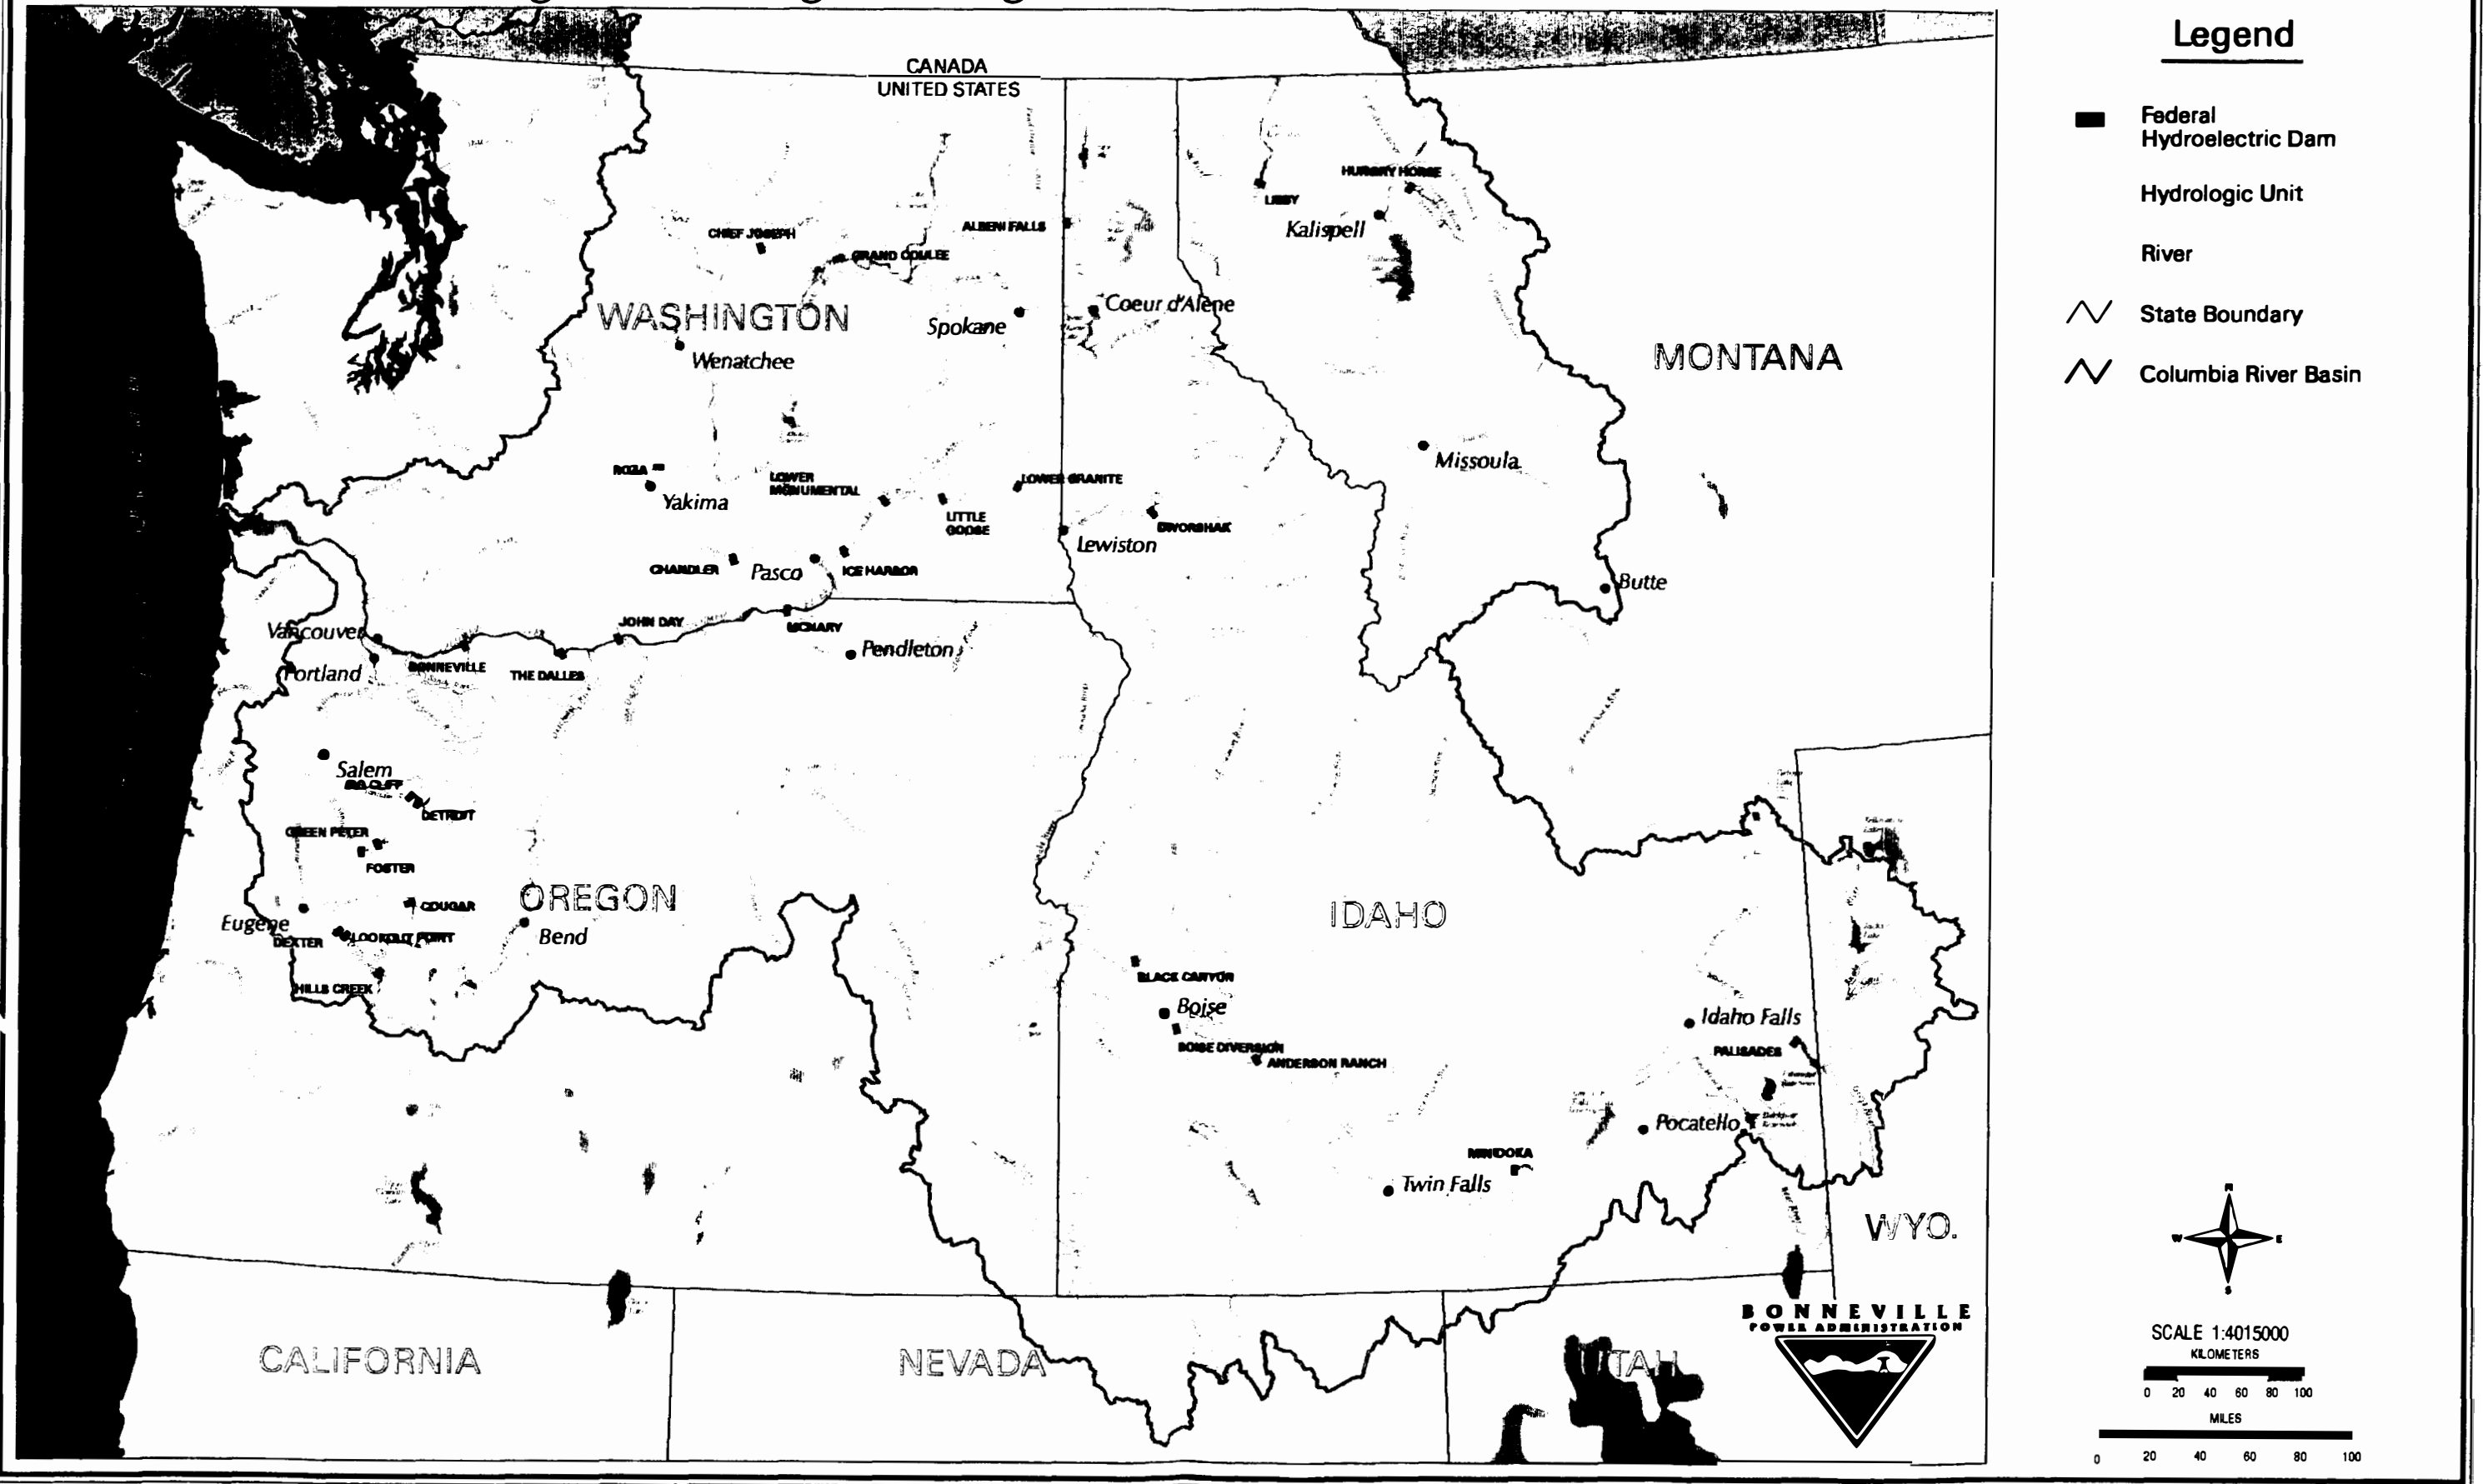 Legend
Federal
Hydroelectric Dam
Hydrologic Unit
River
State Boundary
Columbia River Basin
CANADA
UNITED STATES
HUNGRY HORSE
LIBBY
Kalispell
CHIEF JOSEPH
ALBENI FALLS
GRAND COULEE
WASHINGTON
Coeur d'Alene
Spokane
Wenatchee
MONTANA
Missoula
ROZA
Yakima
LOWER
MONUMENTAL
LOWER GRANITE
LITTLE
GOOSE
DWORSHAK
Lewiston
CHANDLER
Pasco
ICE HARBOR
Butte
Vancouver
JOHN DAY
MCNARY
Pendleton
Portland
BONNEVILLE
THE DALLES
Salem
BIG CLIFF
DETROIT
GREEN PETER
FOSTER
COUGAR
OREGON
Eugene
DEXTER
LOOKOUT POINT
Bend
HILLS CREEK
IDAHO
BLACK CANYON
Boise
BOISE DIVERSION
ANDERSON RANCH
Idaho Falls
PALISADES
Pocatello
MINIDOKA
Twin Falls
WYO.
CALIFORNIA
NEVADA
UTAH
BONNEVILLE
POWER ADMINISTRATION
N
W
E
S
SCALE 1:4015000
KILOMETERS
0 20 40 60 80 100
MILES
0 20 40 60 80 100